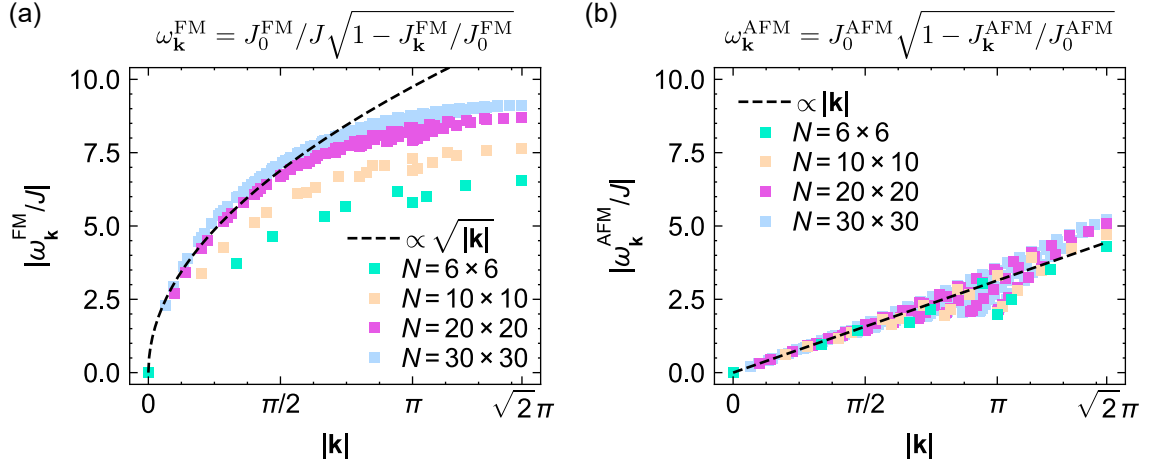 (a)
ω_k^FM = J_0^FM/J√(1 − J_k^FM/J_0^FM)
|ω_k^FM/J|
10.0
7.5
5.0
2.5
0.0
∝ √|k|
N = 6 × 6
N = 10 × 10
N = 20 × 20
N = 30 × 30
0
π/2
π
√2 π
|k|
(b)
ω_k^AFM = J_0^AFM√(1 − J_k^AFM/J_0^AFM)
|ω_k^AFM/J|
10.0
7.5
5.0
2.5
0.0
∝ |k|
N = 6 × 6
N = 10 × 10
N = 20 × 20
N = 30 × 30
0
π/2
π
√2 π
|k|